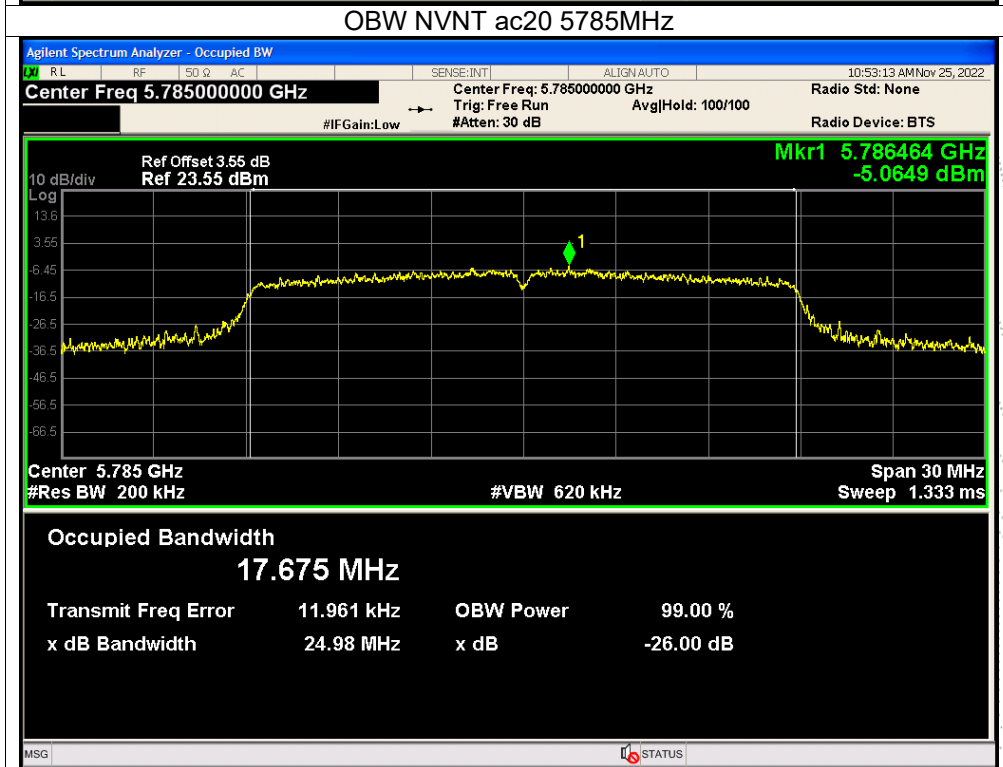 OBW NVNT ac20 5785MHz
Agilent Spectrum Analyzer - Occupied BW
LXI RL RF 50 Ω AC SENSE:INT ALIGN AUTO 10:53:13 AM Nov 25, 2022
Center Freq 5.785000000 GHz Center Freq: 5.785000000 GHz Radio Std: None
Trig: Free Run Avg|Hold: 100/100
#IFGain:Low #Atten: 30 dB Radio Device: BTS
Mkr1 5.786464 GHz
-5.0649 dBm
Ref Offset 3.55 dB
10 dB/div Ref 23.55 dBm
Log
13.6
3.55
1
-6.45
-16.5
-26.5
-36.5
-46.5
-56.5
-66.5
Center 5.785 GHz Span 30 MHz
#Res BW 200 kHz #VBW 620 kHz Sweep 1.333 ms
Occupied Bandwidth
17.675 MHz
Transmit Freq Error 11.961 kHz OBW Power 99.00 %
x dB Bandwidth 24.98 MHz x dB -26.00 dB
MSG STATUS